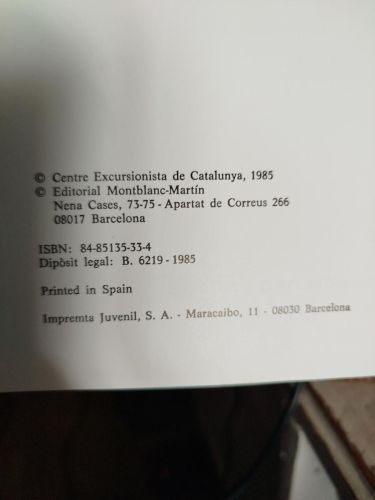 © Centre Excursionista de Catalunya, 1985
© Editorial Montblanc-Martín
Nena Cases, 73-75 - Apartat de Correus 266
08017 Barcelona
ISBN: 84-85135-33-4
Dipòsit legal: B. 6219 - 1985
Printed in Spain
Impremta Juvenil, S. A. - Maracaibo, 11 - 08030 Barcelona